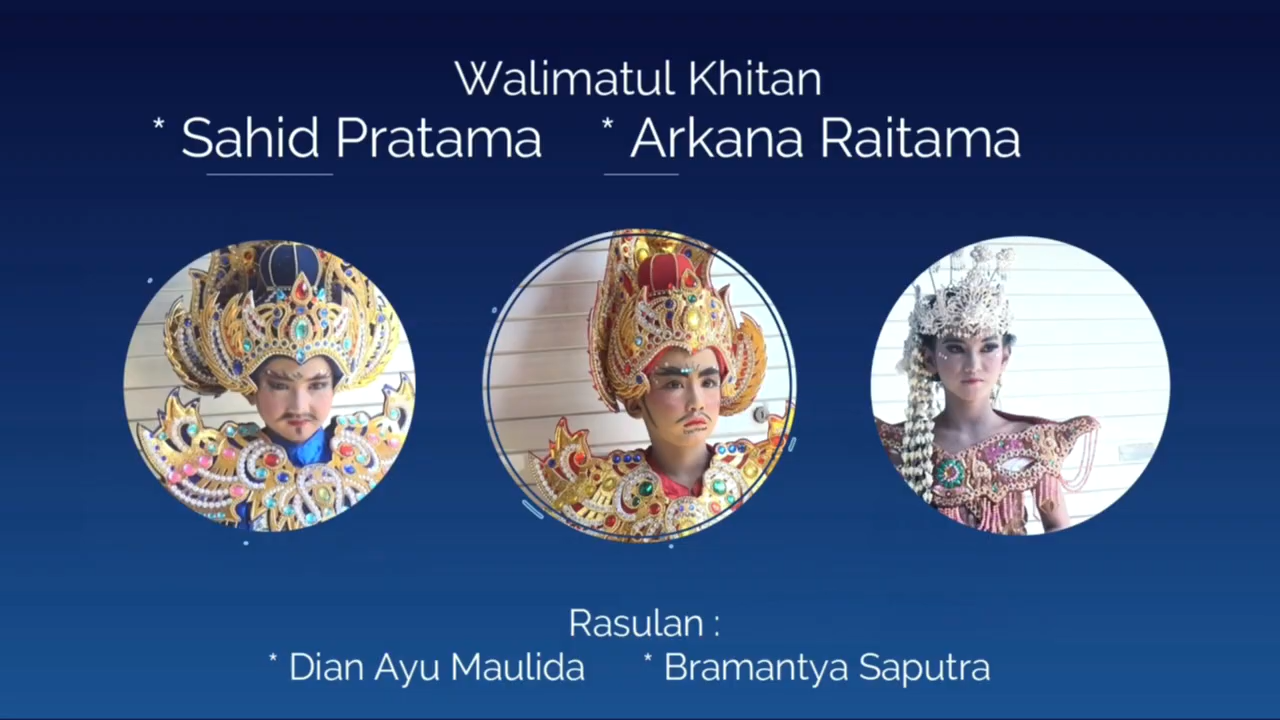 Walimatul Khitan
* Sahid Pratama * Arkana Raitama
Rasulan :
* Dian Ayu Maulida * Bramantya Saputra